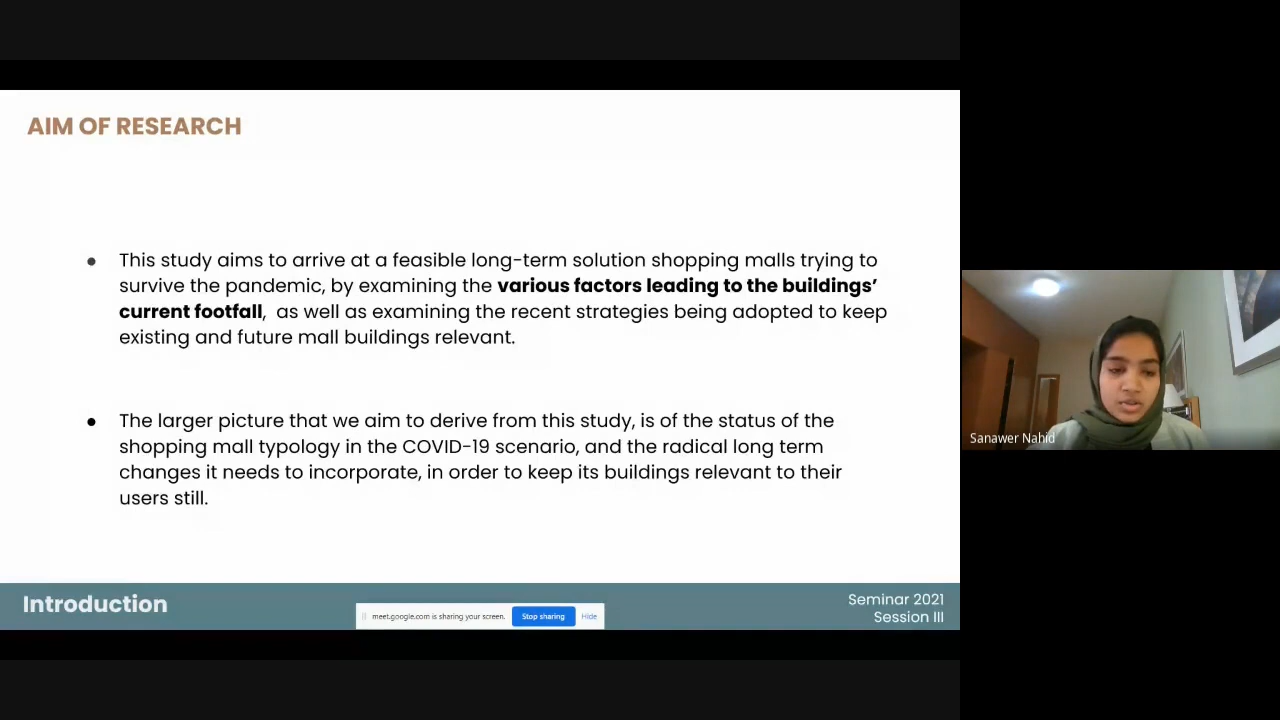 AIM OF RESEARCH
● This study aims to arrive at a feasible long-term solution shopping malls trying to
survive the pandemic, by examining the various factors leading to the buildings’
current footfall, as well as examining the recent strategies being adopted to keep
existing and future mall buildings relevant.
● The larger picture that we aim to derive from this study, is of the status of the
shopping mall typology in the COVID-19 scenario, and the radical long term
changes it needs to incorporate, in order to keep its buildings relevant to their
users still.
Sanawer Nahid
Introduction
meet.google.com is sharing your screen. Stop sharing Hide
Seminar 2021
Session III